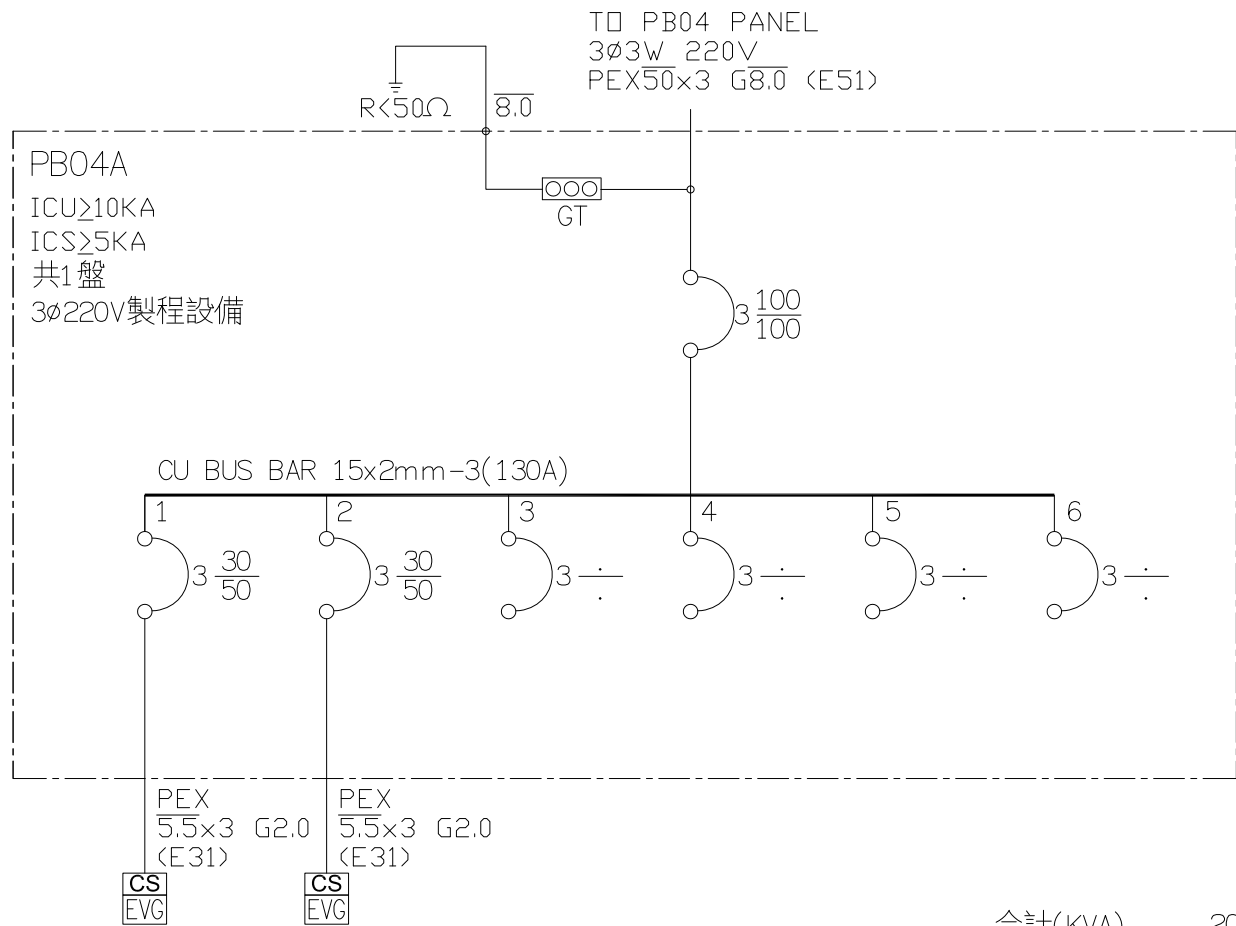 TO PB04 PANEL
3ø3W 220V
PEX50x3 G8.0 (E51)
R<50Ω
8.0
PB04A
ICU≥10KA
ICS≥5KA
共1盤
3ø220V製程設備
GT
3 100
100
CU BUS BAR 15x2mm-3(130A)
1 2 3 4 5 6
3 30
50
3 30
50
3
3
3
3
PEX
5.5x3 G2.0
(E31)
PEX
5.5x3 G2.0
(E31)
CS
EVG
CS
EVG
合計(KVA)